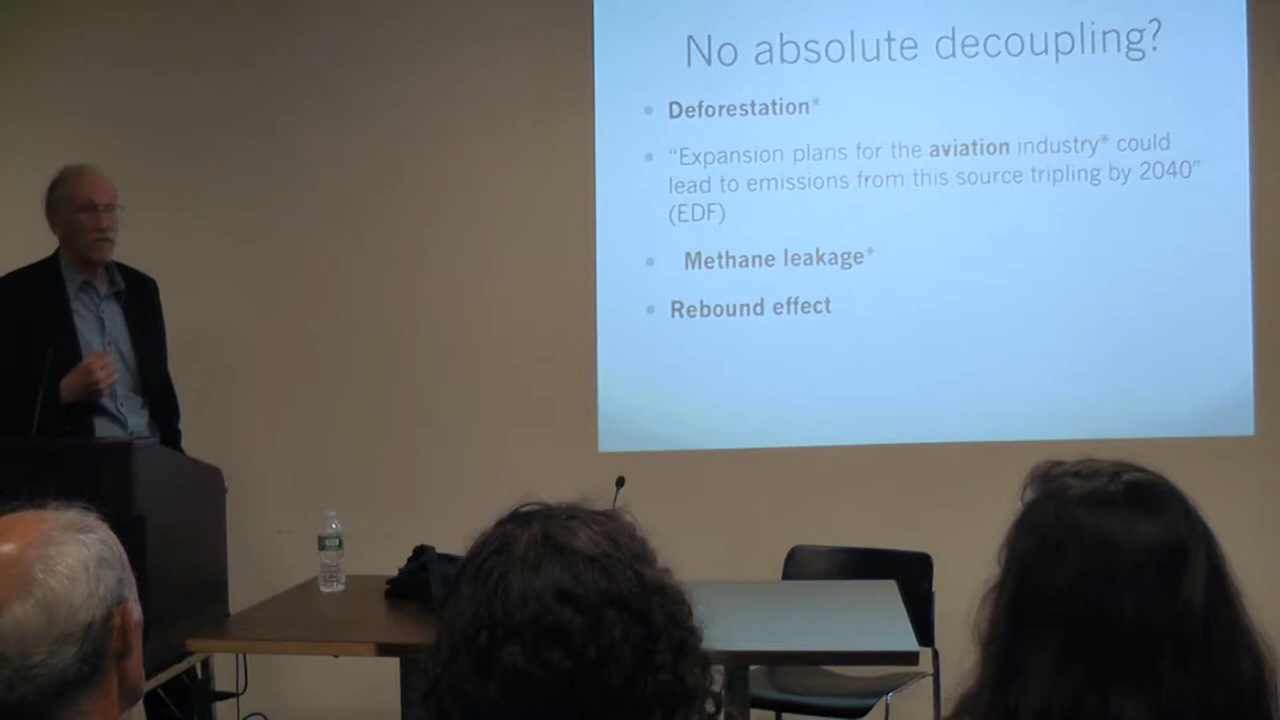 No absolute decoupling?
• Deforestation*
• “Expansion plans for the aviation industry* could
lead to emissions from this source tripling by 2040”
(EDF)
• Methane leakage*
• Rebound effect